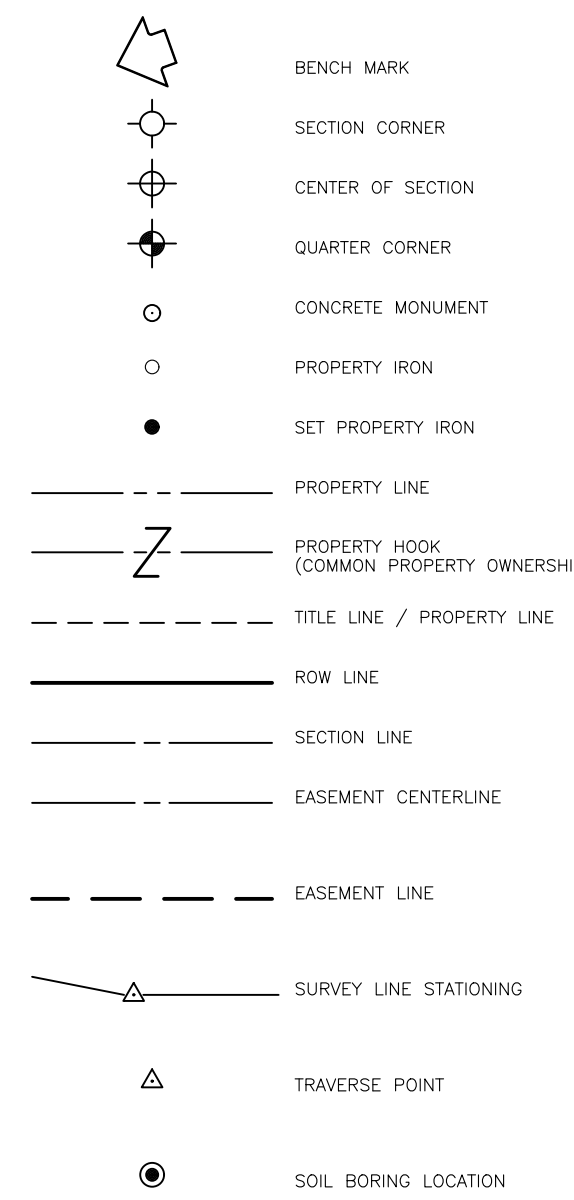 BENCH MARK
SECTION CORNER
CENTER OF SECTION
QUARTER CORNER
CONCRETE MONUMENT
PROPERTY IRON
SET PROPERTY IRON
PROPERTY LINE
PROPERTY HOOK
(COMMON PROPERTY OWNERSHI
TITLE LINE / PROPERTY LINE
ROW LINE
SECTION LINE
EASEMENT CENTERLINE
EASEMENT LINE
SURVEY LINE STATIONING
TRAVERSE POINT
SOIL BORING LOCATION